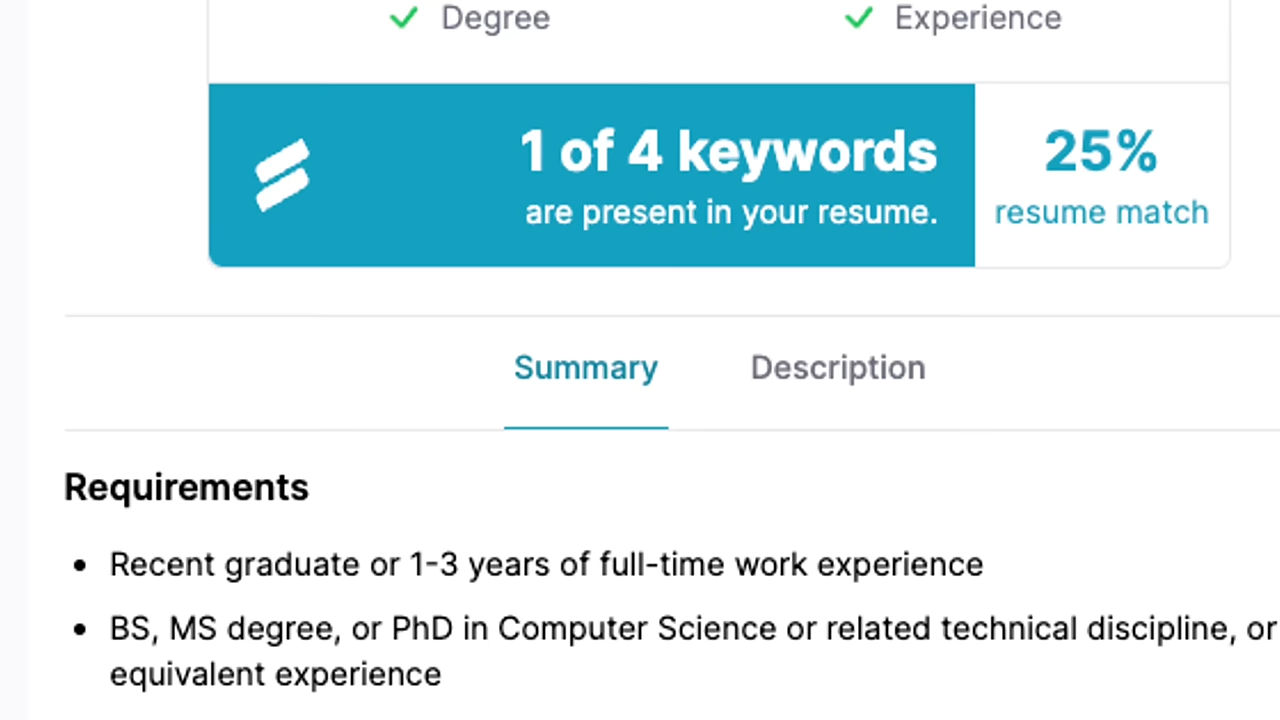 Degree
Experience
1 of 4 keywords
are present in your resume.
25%
resume match
Summary
Description
Requirements
• Recent graduate or 1-3 years of full-time work experience
• BS, MS degree, or PhD in Computer Science or related technical discipline, or
equivalent experience